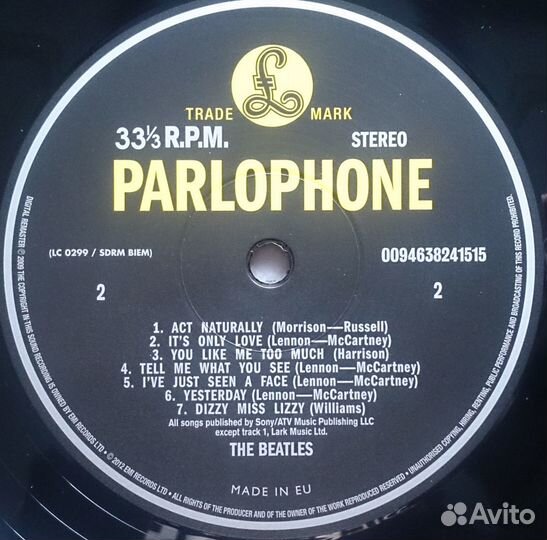 £
TRADE MARK
33⅓ R.P.M. STEREO
PARLOPHONE
(LC 0299 / SDRM BIEM) 0094638241515
2 2
1. ACT NATURALLY (Morrison—Russell)
2. IT'S ONLY LOVE (Lennon—McCartney)
3. YOU LIKE ME TOO MUCH (Harrison)
4. TELL ME WHAT YOU SEE (Lennon—McCartney)
5. I'VE JUST SEEN A FACE (Lennon—McCartney)
6. YESTERDAY (Lennon—McCartney)
7. DIZZY MISS LIZZY (Williams)
All songs published by Sony/ATV Music Publishing LLC
except track 1, Lark Music Ltd.
THE BEATLES
MADE IN EU
DIGITAL REMASTER ℗ 2009 THE COPYRIGHT IN THIS SOUND RECORDING IS OWNED BY EMI RECORDS LTD • © 2012 EMI RECORDS LTD • ALL RIGHTS OF THE PRODUCER AND OF THE OWNER OF THE WORK REPRODUCED RESERVED • UNAUTHORISED COPYING, HIRING, RENTING, PUBLIC PERFORMANCE AND BROADCASTING OF THIS RECORD PROHIBITED.
Avito